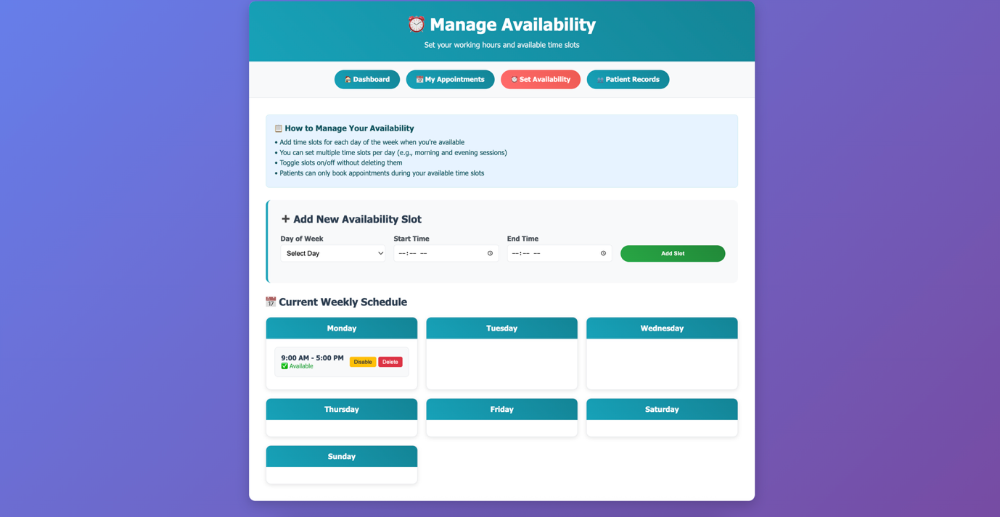 ⏰ Manage Availability
Set your working hours and available time slots
🏠 Dashboard
📅 My Appointments
⏰ Set Availability
👥 Patient Records
📋 How to Manage Your Availability
• Add time slots for each day of the week when you're available
• You can set multiple time slots per day (e.g., morning and evening sessions)
• Toggle slots on/off without deleting them
• Patients can only book appointments during your available time slots
➕ Add New Availability Slot
Day of Week
Start Time
End Time
Select Day
--:-- --
--:-- --
Add Slot
📅 Current Weekly Schedule
Monday
Tuesday
Wednesday
9:00 AM - 5:00 PM
✅ Available
Disable
Delete
Thursday
Friday
Saturday
Sunday